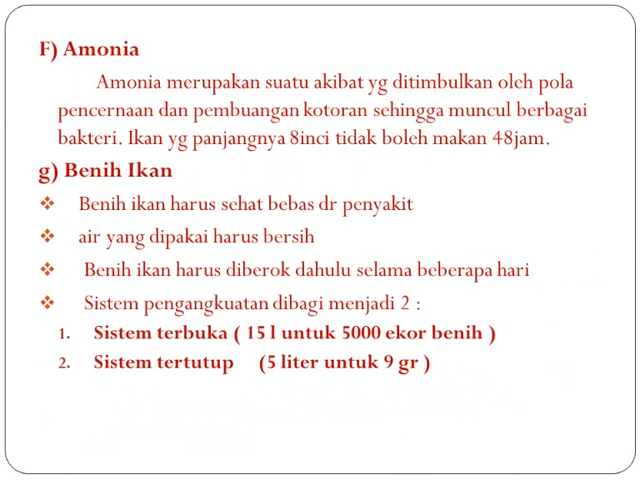 F) Amonia
Amonia merupakan suatu akibat yg ditimbulkan oleh pola
pencernaan dan pembuangan kotoran sehingga muncul berbagai
bakteri. Ikan yg panjangnya 8inci tidak boleh makan 48jam.
g) Benih Ikan
❖ Benih ikan harus sehat bebas dr penyakit
❖ air yang dipakai harus bersih
❖ Benih ikan harus diberok dahulu selama beberapa hari
❖ Sistem pengangkuatan dibagi menjadi 2 :
1. Sistem terbuka ( 15 l untuk 5000 ekor benih )
2. Sistem tertutup (5 liter untuk 9 gr )